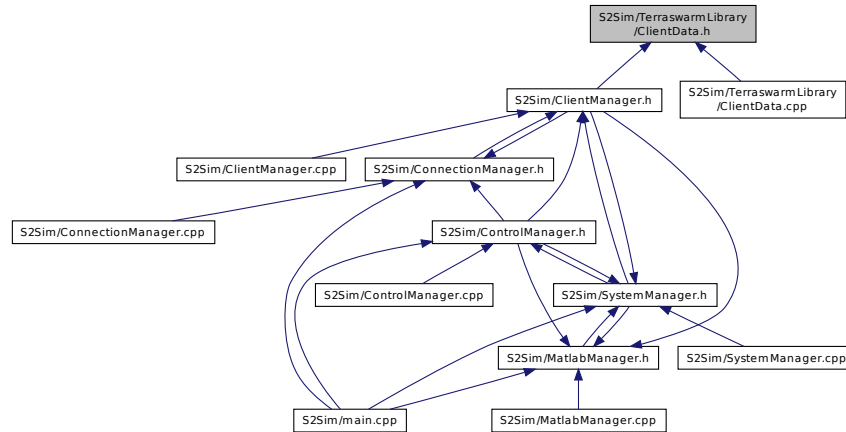 S2Sim/TerraswarmLibrary
/ClientData.h
S2Sim/ClientManager.h
S2Sim/TerraswarmLibrary
/ClientData.cpp
S2Sim/ClientManager.cpp
S2Sim/ConnectionManager.h
S2Sim/ConnectionManager.cpp
S2Sim/ControlManager.h
S2Sim/ControlManager.cpp
S2Sim/SystemManager.h
S2Sim/MatlabManager.h
S2Sim/SystemManager.cpp
S2Sim/main.cpp
S2Sim/MatlabManager.cpp